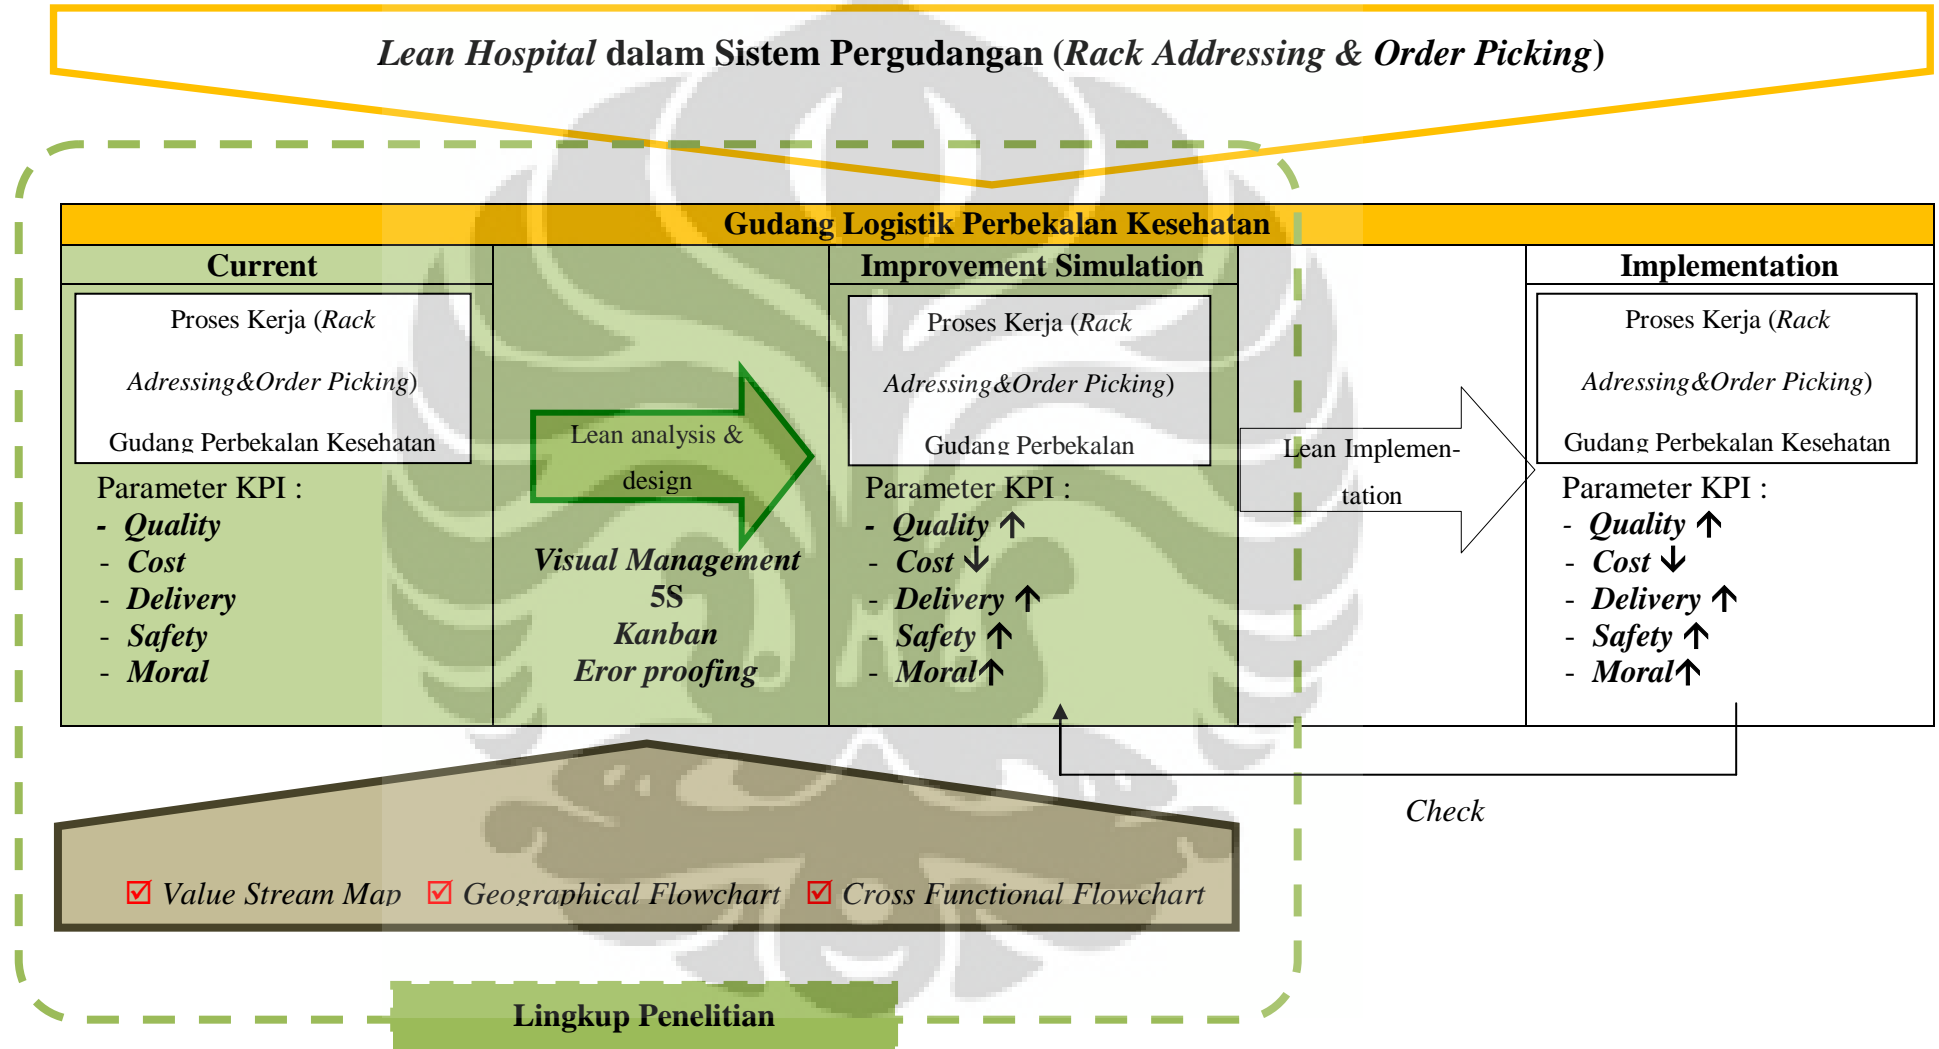 Lean Hospital dalam Sistem Pergudangan (Rack Addressing & Order Picking)
Gudang Logistik Perbekalan Kesehatan
Current
Proses Kerja (Rack
Adressing&Order Picking)
Gudang Perbekalan Kesehatan
Parameter KPI :
- Quality
- Cost
- Delivery
- Safety
- Moral
Lean analysis &
design
Visual Management
5S
Kanban
Eror proofing
Improvement Simulation
Proses Kerja (Rack
Adressing&Order Picking)
Gudang Perbekalan
Parameter KPI :
- Quality ↑
- Cost ↓
- Delivery ↑
- Safety ↑
- Moral↑
Lean Implemen-
tation
Implementation
Proses Kerja (Rack
Adressing&Order Picking)
Gudang Perbekalan Kesehatan
Parameter KPI :
- Quality ↑
- Cost ↓
- Delivery ↑
- Safety ↑
- Moral↑
Check
☑ Value Stream Map ☑ Geographical Flowchart ☑ Cross Functional Flowchart
Lingkup Penelitian